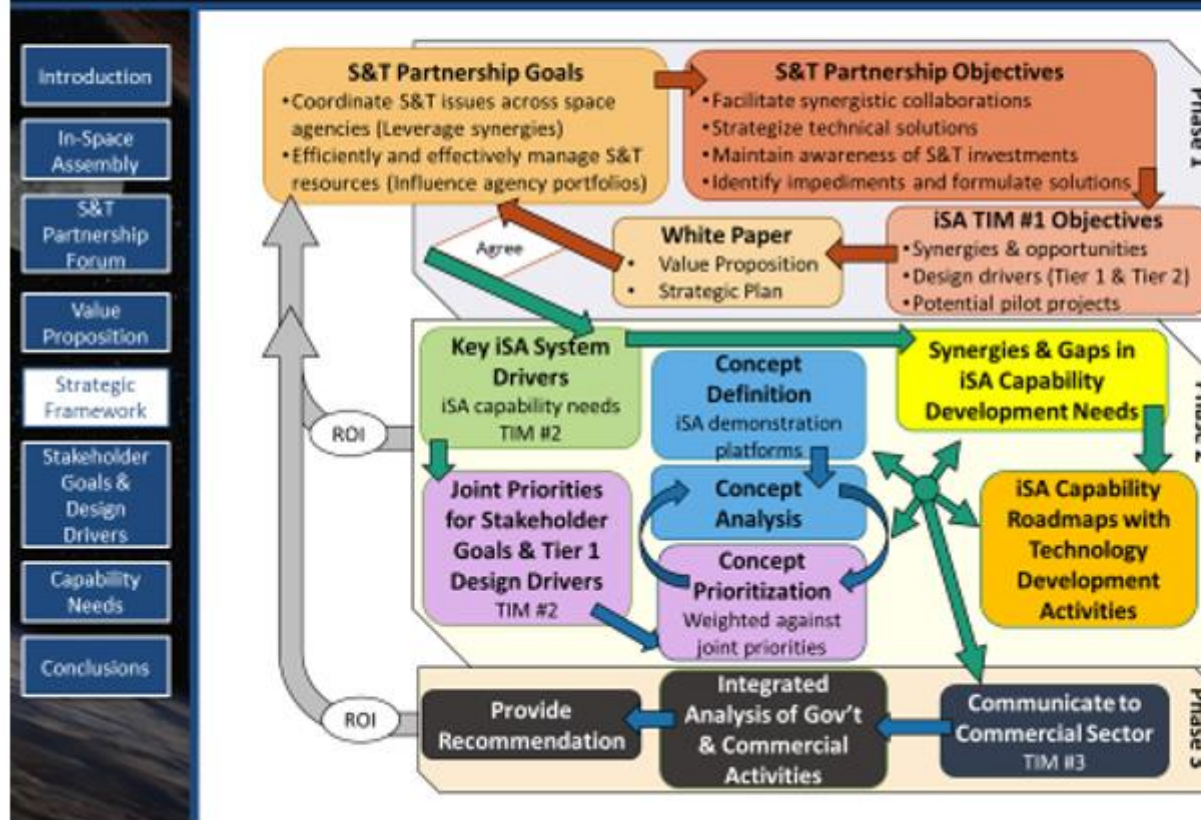 Introduction
In-Space
Assembly
S&T
Partnership
Forum
Value
Proposition
Strategic
Framework
Stakeholder
Goals &
Design
Drivers
Capability
Needs
Conclusions
S&T Partnership Goals
•Coordinate S&T issues across space
agencies (Leverage synergies)
•Efficiently and effectively manage S&T
resources (Influence agency portfolios)
S&T Partnership Objectives
•Facilitate synergistic collaborations
•Strategize technical solutions
•Maintain awareness of S&T investments
•Identify impediments and formulate solutions
Phase 1
Agree
White Paper
• Value Proposition
• Strategic Plan
iSA TIM #1 Objectives
•Synergies & opportunities
•Design drivers (Tier 1 & Tier 2)
•Potential pilot projects
Key iSA System
Drivers
iSA capability needs
TIM #2
Concept
Definition
iSA demonstration
platforms
Synergies & Gaps in
iSA Capability
Development Needs
ROI
Joint Priorities
for Stakeholder
Goals & Tier 1
Design Drivers
TIM #2
Concept
Analysis
Concept
Prioritization
Weighted against
joint priorities
iSA Capability
Roadmaps with
Technology
Development
Activities
ROI
Provide
Recommendation
Integrated
Analysis of Gov't
& Commercial
Activities
Communicate to
Commercial Sector
TIM #3